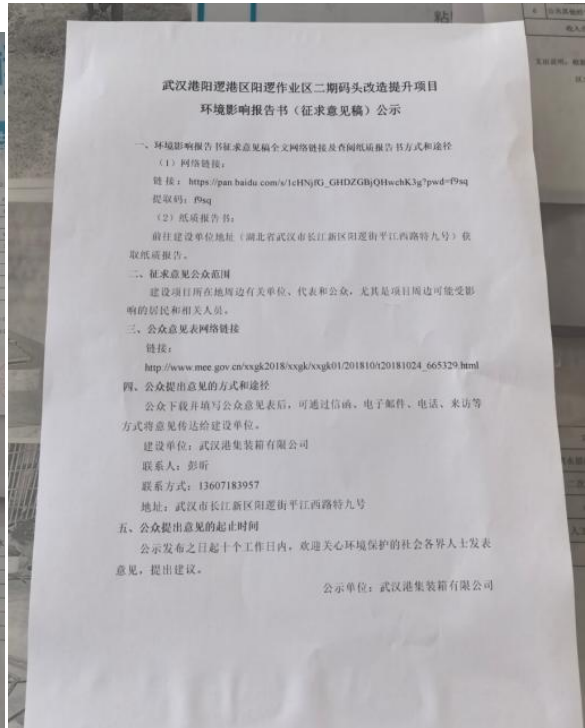 粘
武汉港阳逻港区阳逻作业区二期码头改造提升项目
环境影响报告书（征求意见稿）公示
一、环境影响报告书征求意见稿全文网络链接及查阅纸质报告书方式和途径
（1）网络链接：
链接：https://pan.baidu.com/s/1cHNjfG_GHDZGBjQHwchK3g?pwd=f9sq
提取码：f9sq
（2）纸质报告书：
前往建设单位地址（湖北省武汉市长江新区阳逻街平江西路特九号）获
取纸质报告。
二、征求意见公众范围
建设项目所在地周边有关单位、代表和公众，尤其是项目周边可能受影
响的居民和相关人员。
三、公众意见表网络链接
链接：
http://www.mee.gov.cn/xxgk2018/xxgk/xxgk01/201810/t20181024_665329.html
四、公众提出意见的方式和途径
公众下载并填写公众意见表后，可通过信函、电子邮件、电话、来访等
方式将意见传达给建设单位。
建设单位：武汉港集装箱有限公司
联系人：彭昕
联系方式：13607183957
地址：武汉市长江新区阳逻街平江西路特九号
五、公众提出意见的起止时间
公示发布之日起十个工作日内，欢迎关心环境保护的社会各界人士发表
意见，提出建议。
公示单位：武汉港集装箱有限公司